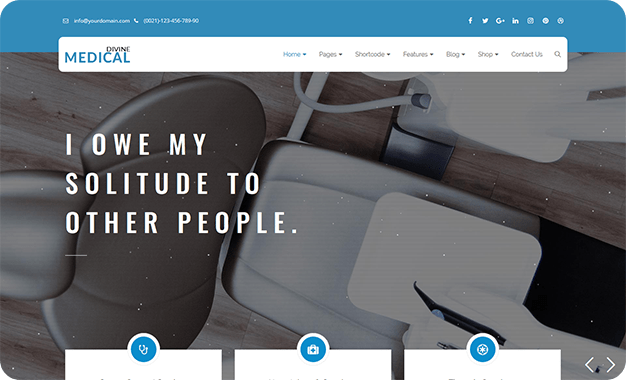 info@yourdomain.com (0021)-123-456-789-90
DIVINE
MEDICAL
Home Pages Shortcode Features Blog Shop Contact Us
I OWE MY
SOLITUDE TO
OTHER PEOPLE.